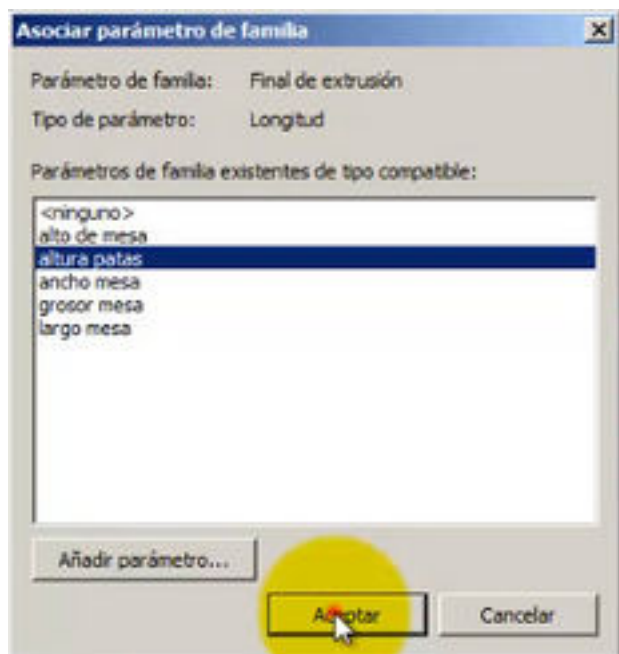 Asociar parámetro de familia
Parámetro de familia: Final de extrusión
Tipo de parámetro: Longitud
Parámetros de familia existentes de tipo compatible:
<ninguno>
alto de mesa
altura patas
ancho mesa
grosor mesa
largo mesa
Añadir parámetro...
Aceptar Cancelar